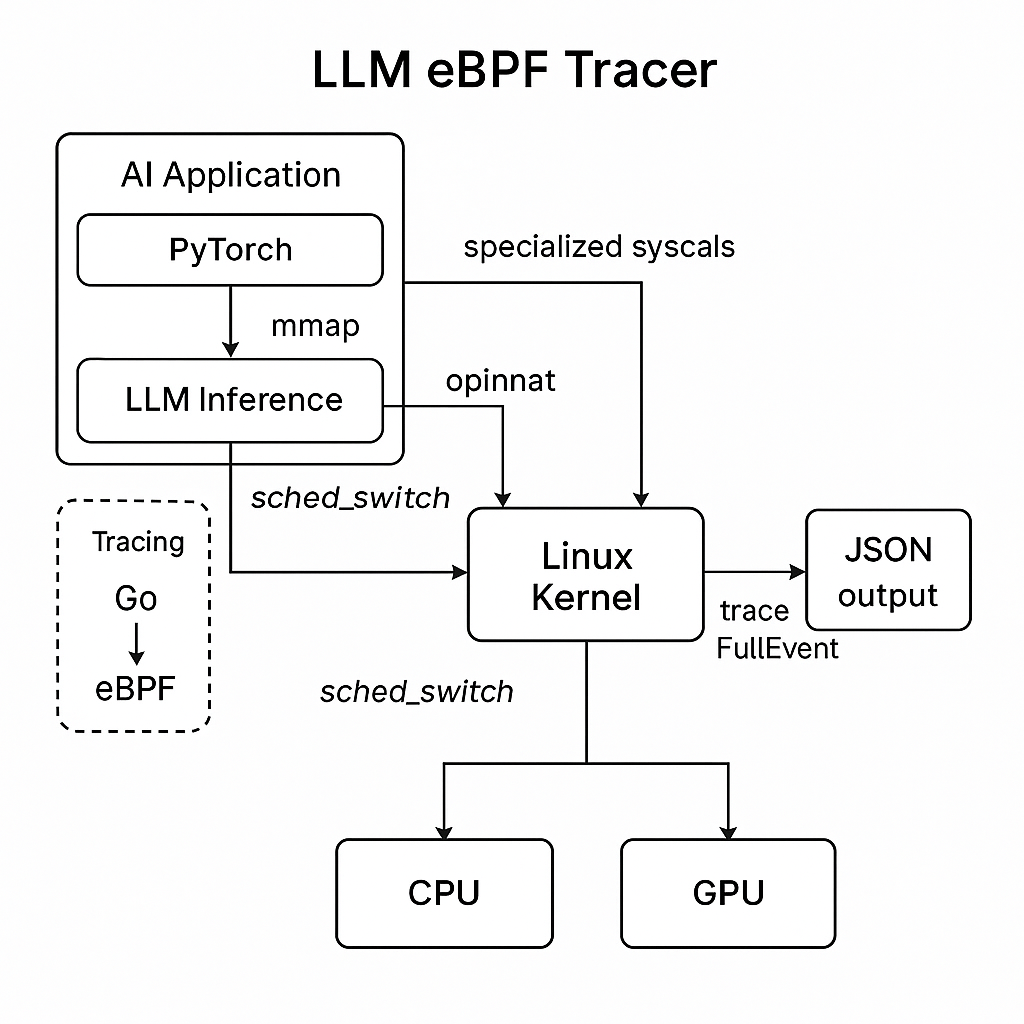 LLM eBPF Tracer
AI Application
PyTorch
specialized syscals
mmap
opinnat
LLM Inference
sched_switch
Tracing
Go
eBPF
Linux
Kernel
JSON
output
trace
FullEvent
sched_switch
CPU
GPU